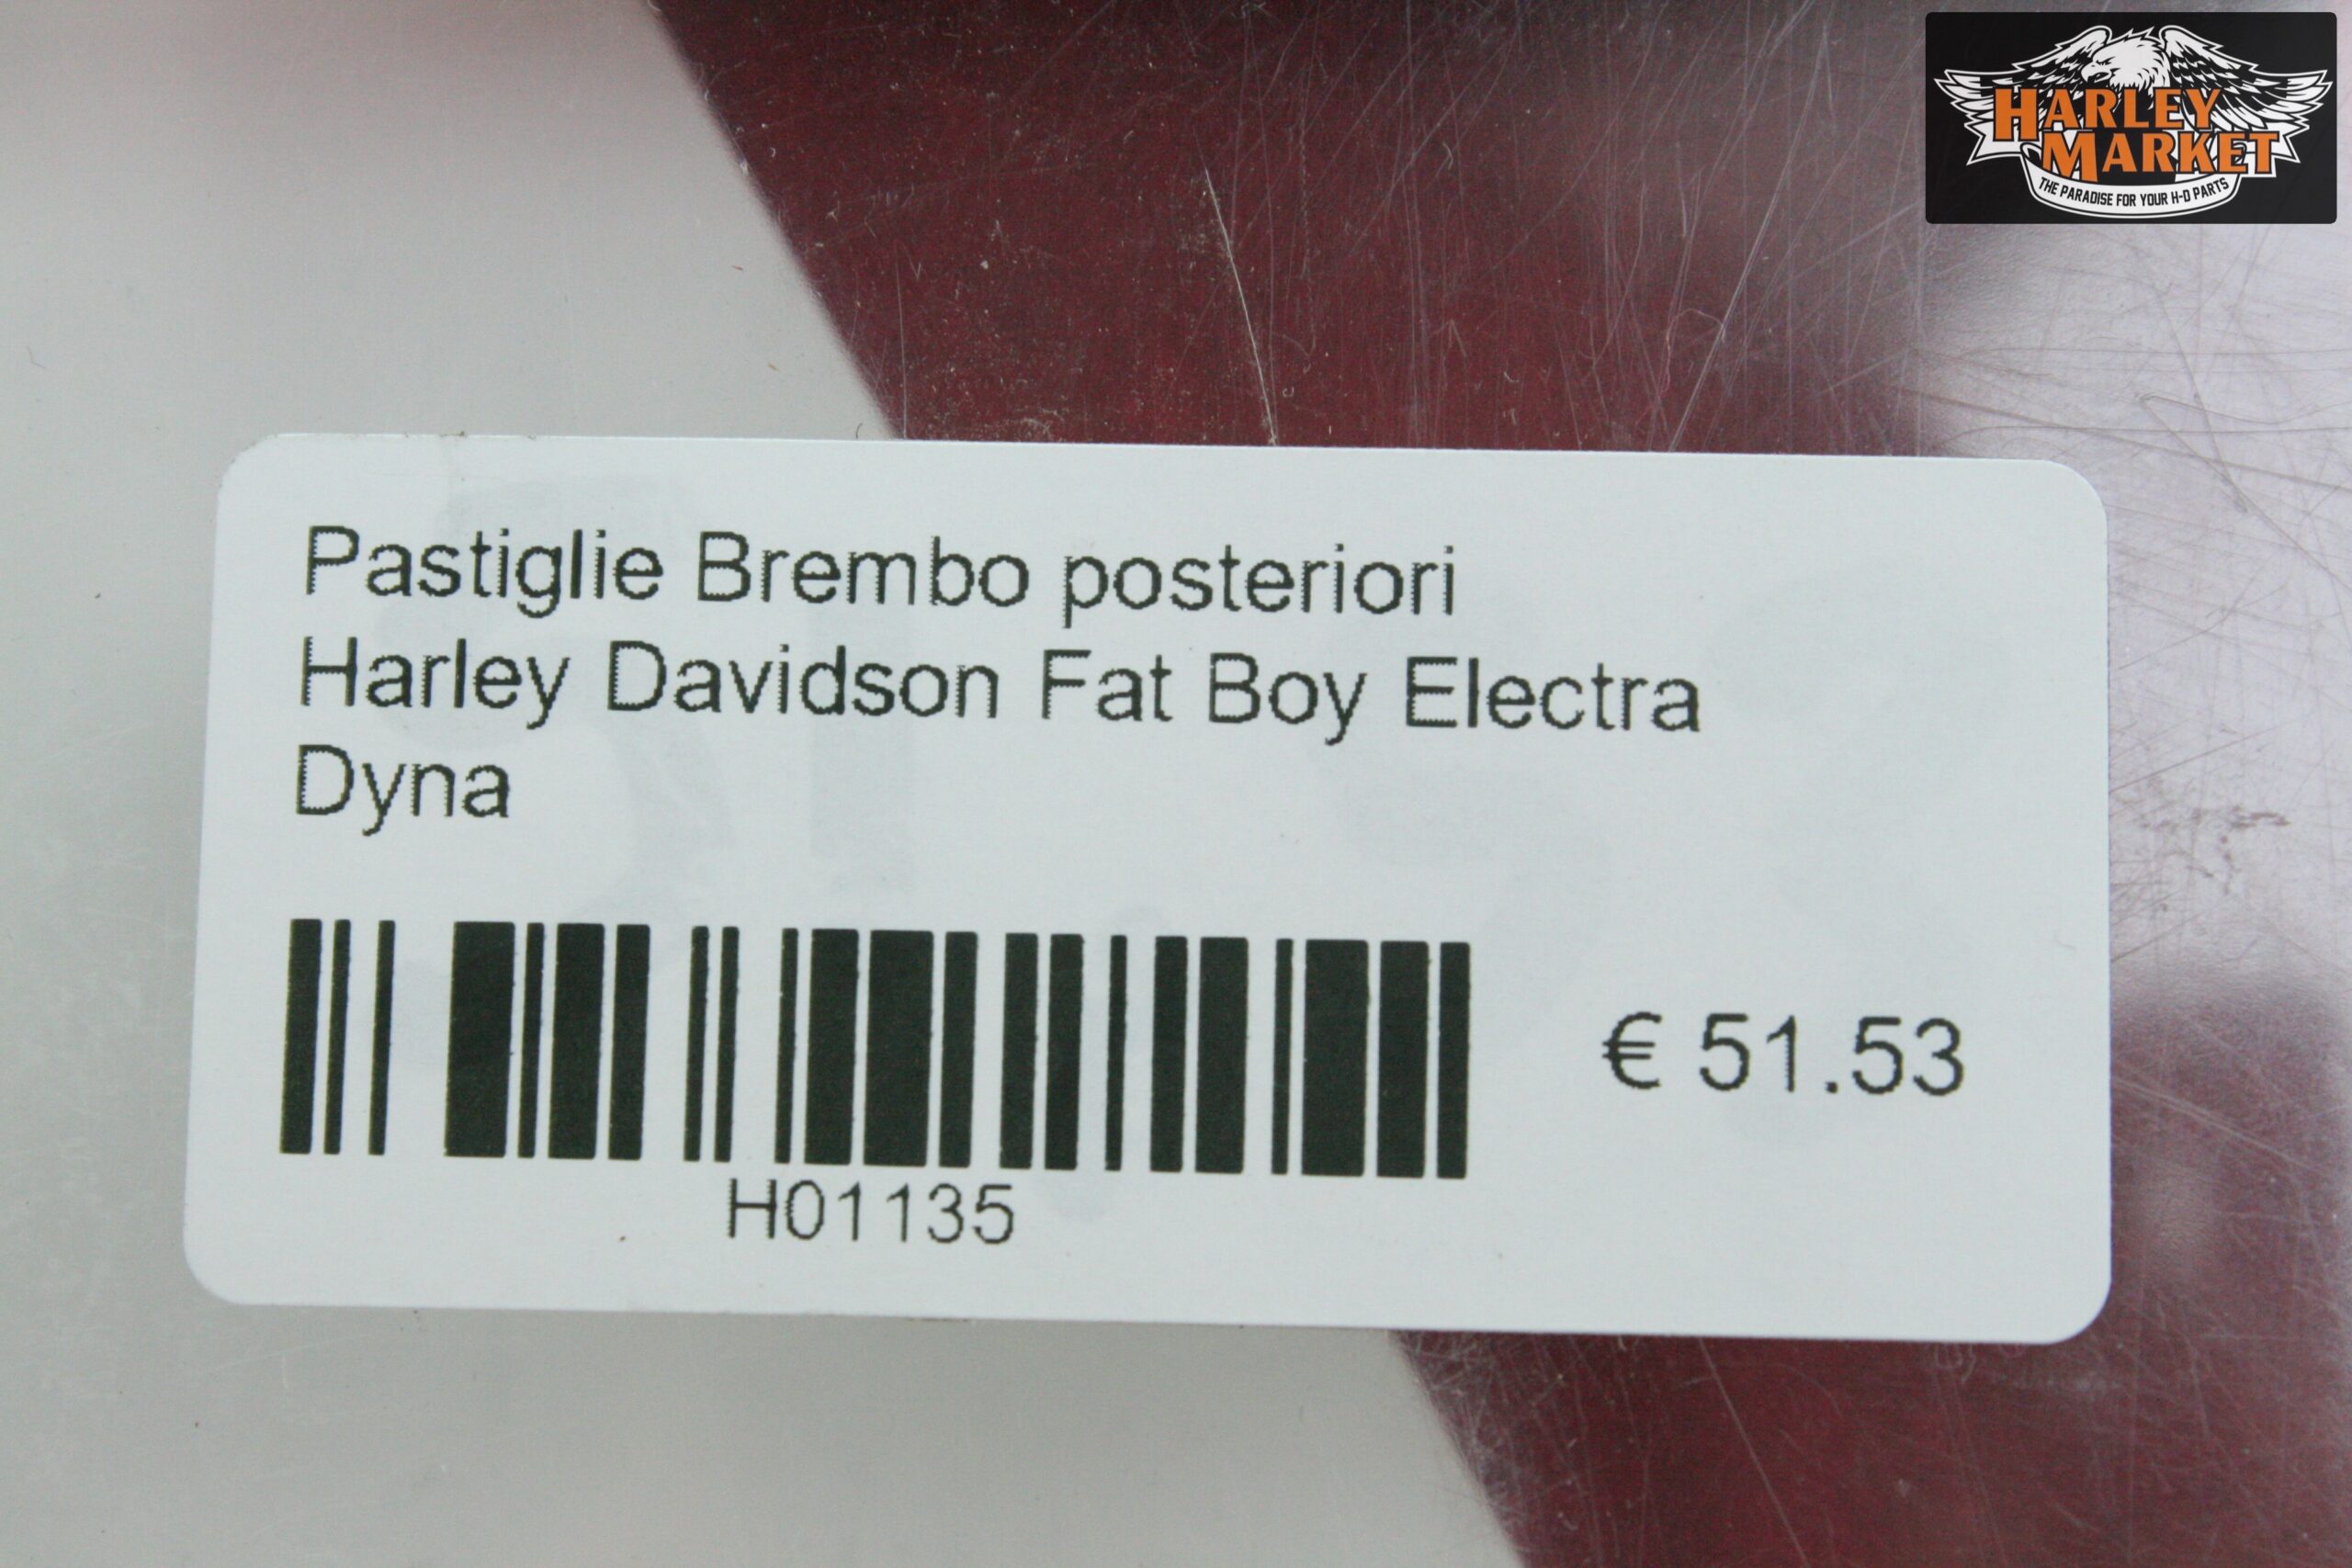 HARLEY
MARKET
THE PARADISE FOR YOUR H-D PARTS
Pastiglie Brembo posteriori
Harley Davidson Fat Boy Electra
Dyna
€ 51.53
H01135